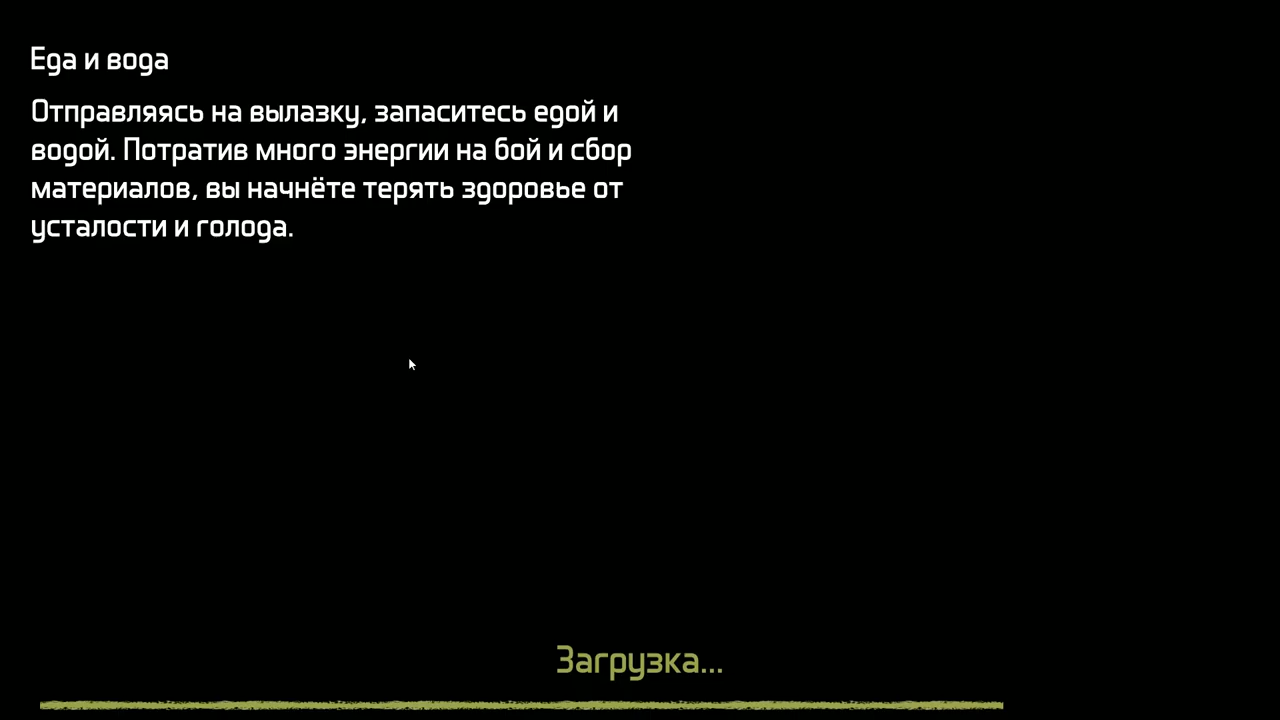 Еда и вода
Отправляясь на вылазку, запаситесь едой и
водой. Потратив много энергии на бой и сбор
материалов, вы начнёте терять здоровье от
усталости и голода.
Загрузка...